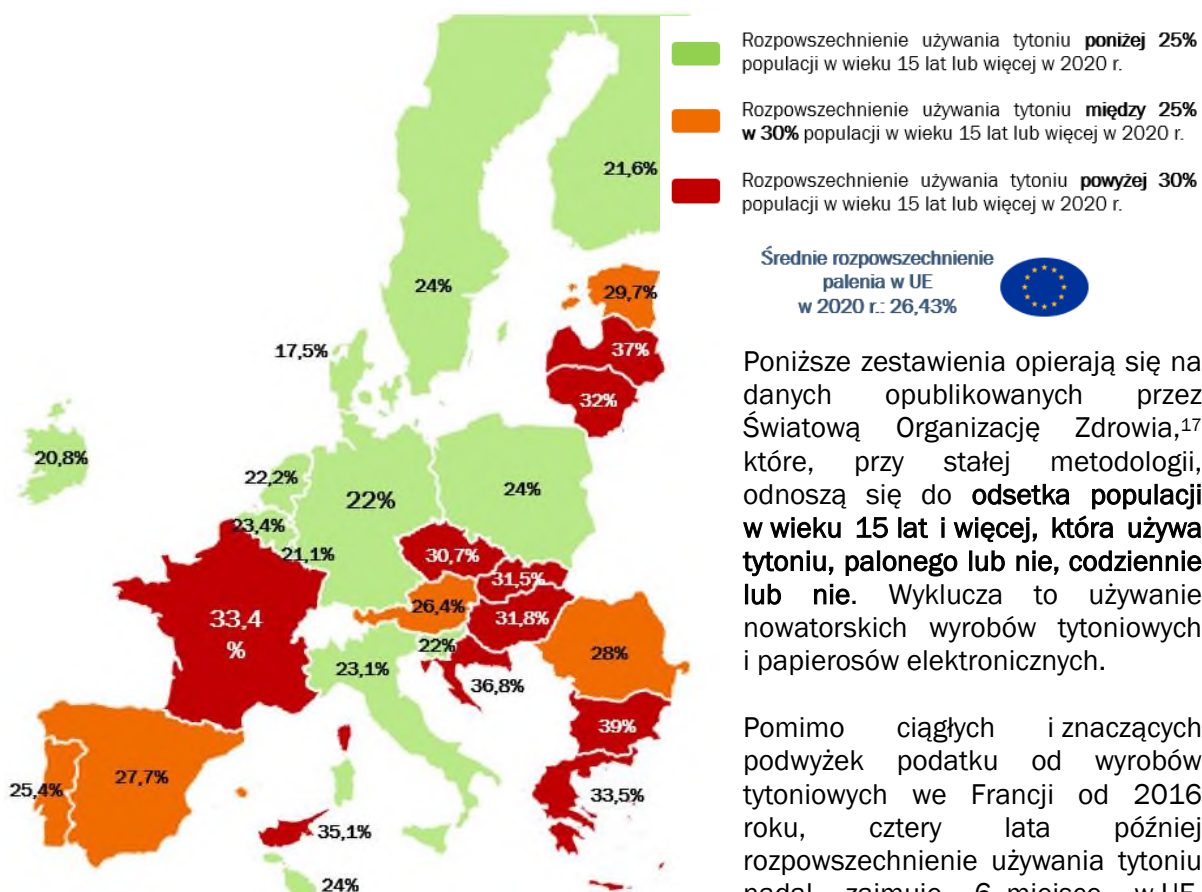 Rozpowszechnienie używania tytoniu poniżej 25%
populacji w wieku 15 lat lub więcej w 2020 r.
Rozpowszechnienie używania tytoniu między 25%
w 30% populacji w wieku 15 lat lub więcej w 2020 r.
Rozpowszechnienie używania tytoniu powyżej 30%
populacji w wieku 15 lat lub więcej w 2020 r.
Średnie rozpowszechnienie
palenia w UE
w 2020 r.: 26,43%
21,6%
24%
29,7%
17,5%
37%
32%
20,8%
22,2%
22%
24%
23,4%
21,1%
30,7%
31,5%
26,4%
31,8%
33,4
%
22%
28%
23,1%
36,8%
39%
27,7%
25,4%
33,5%
35,1%
24%
Poniższe zestawienia opierają się na
danych opublikowanych przez
Światową Organizację Zdrowia,17
które, przy stałej metodologii,
odnoszą się do odsetka populacji
w wieku 15 lat i więcej, która używa
tytoniu, palonego lub nie, codziennie
lub nie. Wyklucza to używanie
nowatorskich wyrobów tytoniowych
i papierosów elektronicznych.
Pomimo ciągłych i znaczących
podwyżek podatku od wyrobów
tytoniowych we Francji od 2016
roku, cztery lata później
rozpowszechnienie używania tytoniu
nadal zajmuje 6 miejsce w UE